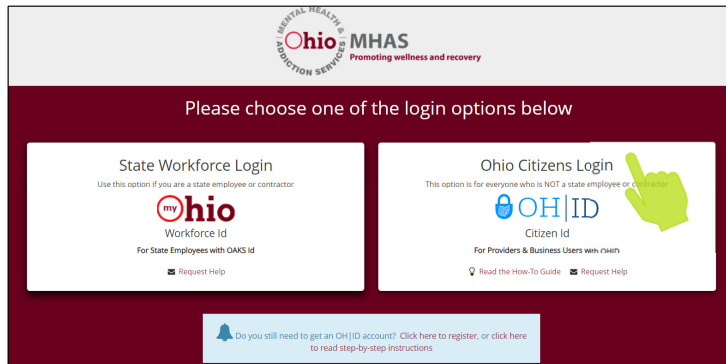 MENTAL HEALTH &
ADDICTION SERVICES
Ohio
MHAS
Promoting wellness and recovery
Please choose one of the login options below
State Workforce Login
Use this option if you are a state employee or contractor
my hio
Workforce Id
For State Employees with OAKS Id
Request Help
Ohio Citizens Login
This option is for everyone who is NOT a state employee or contractor
OH|ID
Citizen Id
For Providers & Business Users with OHID
Read the How-To Guide Request Help
Do you still need to get an OH|ID account? Click here to register, or click here
to read step-by-step instructions